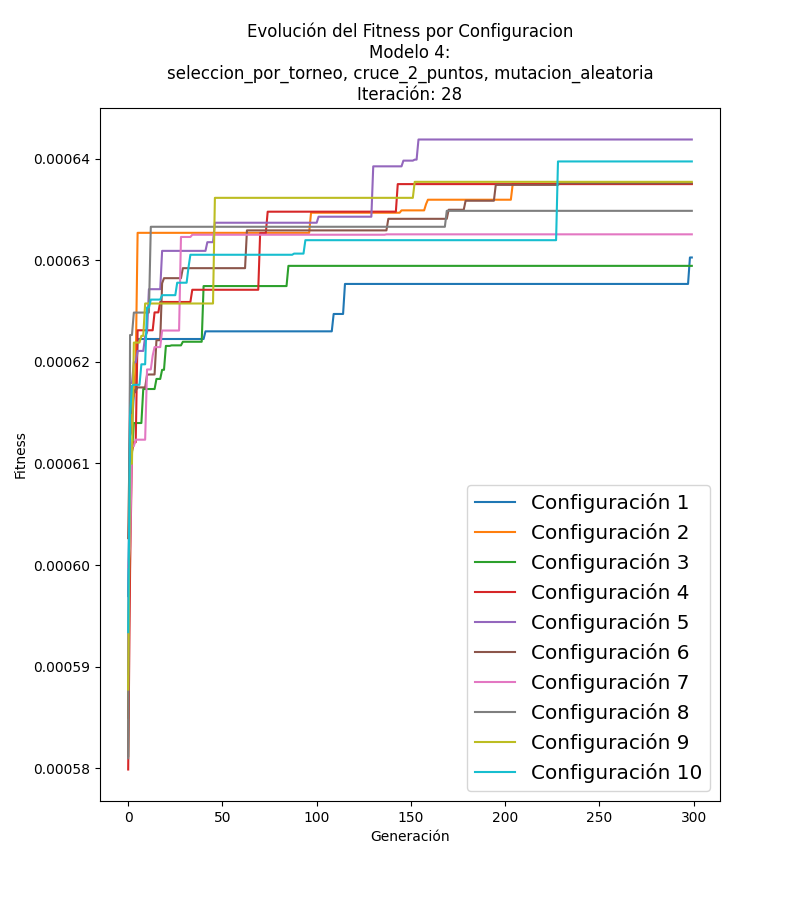 Evolución del Fitness por Configuracion
Modelo 4:
seleccion_por_torneo, cruce_2_puntos, mutacion_aleatoria
Iteración: 28
0.00064
0.00063
0.00062
0.00061
0.00060
0.00059
0.00058
Fitness
Configuración 1
Configuración 2
Configuración 3
Configuración 4
Configuración 5
Configuración 6
Configuración 7
Configuración 8
Configuración 9
Configuración 10
0 50 100 150 200 250 300
Generación